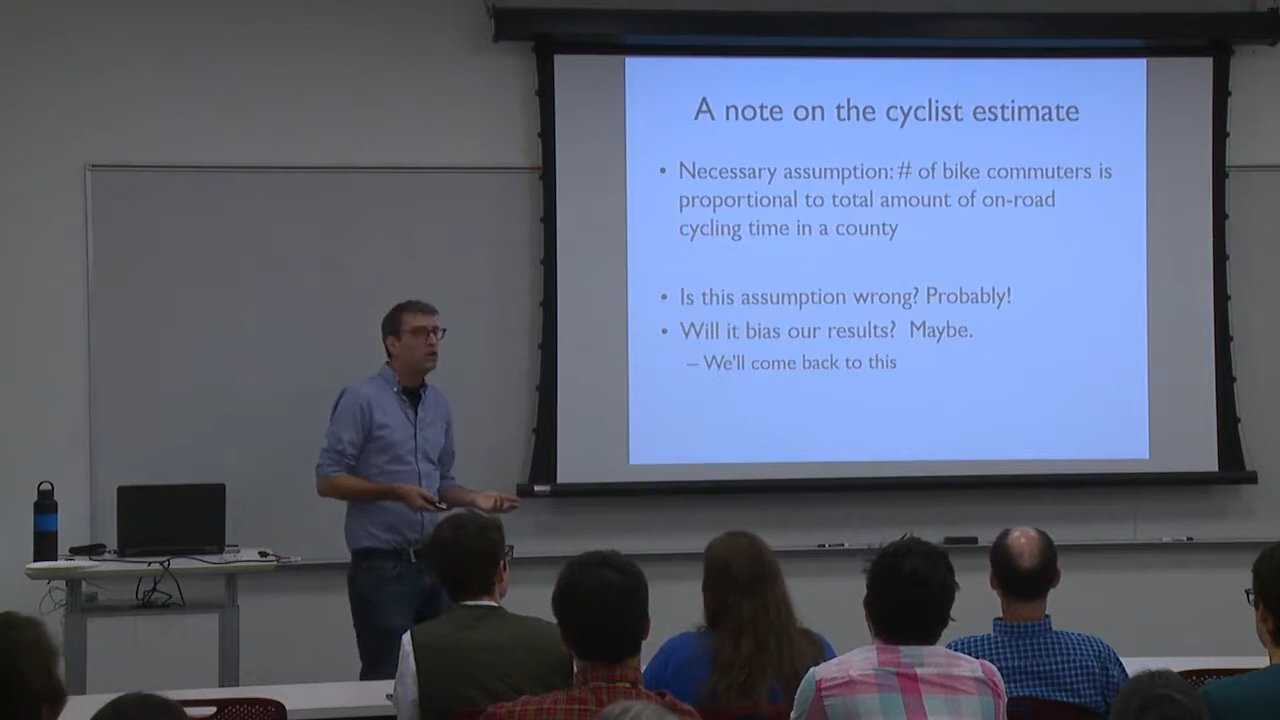 A note on the cyclist estimate
• Necessary assumption: # of bike commuters is
proportional to total amount of on-road
cycling time in a county
• Is this assumption wrong? Probably!
• Will it bias our results? Maybe.
– We'll come back to this